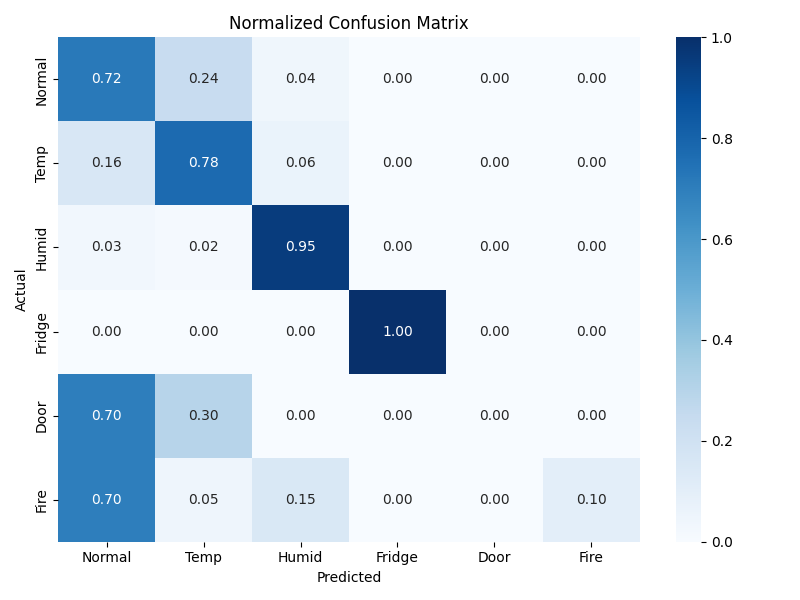 Normalized Confusion Matrix
Normal 0.72 0.24 0.04 0.00 0.00 0.00
Temp 0.16 0.78 0.06 0.00 0.00 0.00
Humid 0.03 0.02 0.95 0.00 0.00 0.00
Fridge 0.00 0.00 0.00 1.00 0.00 0.00
Door 0.70 0.30 0.00 0.00 0.00 0.00
Fire 0.70 0.05 0.15 0.00 0.00 0.10
Normal Temp Humid Fridge Door Fire
Predicted
Actual
1.0
0.8
0.6
0.4
0.2
0.0